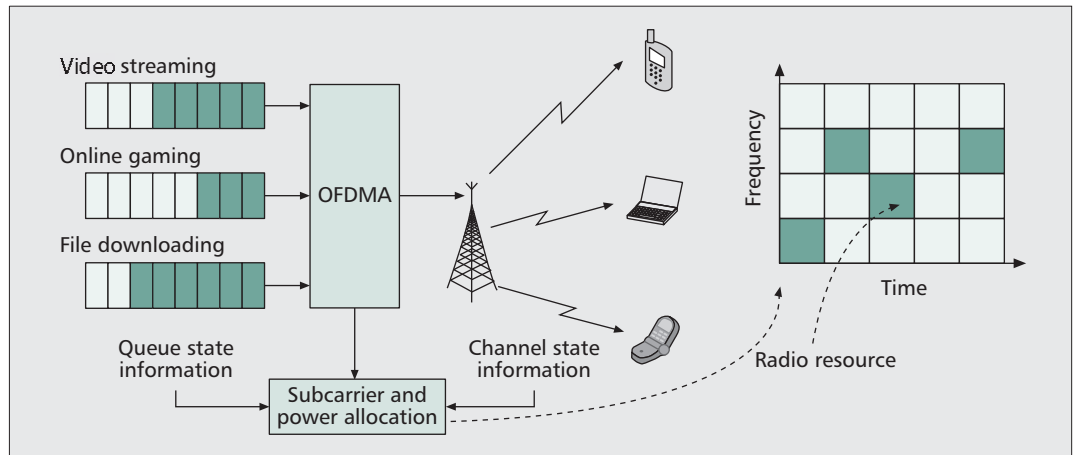 Video streaming
Online gaming
File downloading
OFDMA
Queue state
information
Channel state
information
Subcarrier and
power allocation
Frequency
Time
Radio resource